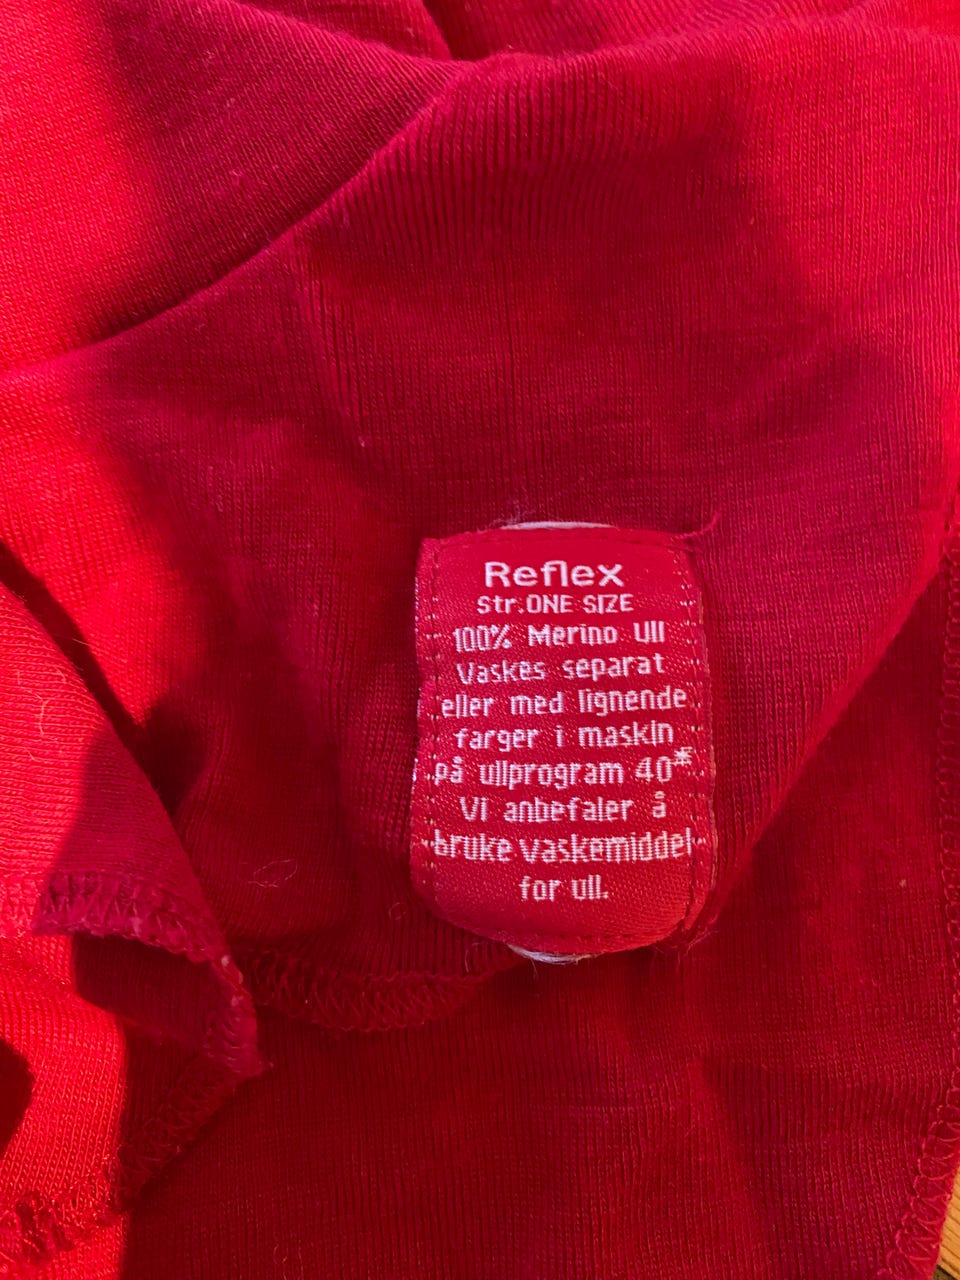 Reflex
Str.ONE SIZE
100% Merino Ull
Vaskes separat
eller med lignende
farger i maskin
på ullprogram 40*.
Vi anbefaler å
bruke vaskemiddel
for ull.